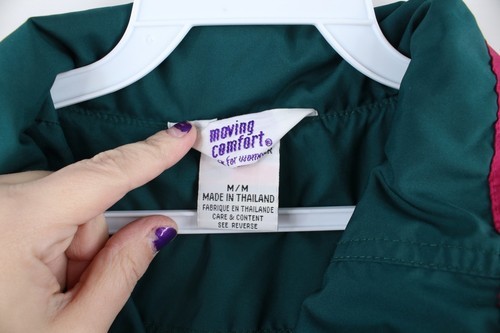 moving
comfort®
for women
M/M
MADE IN THAILAND
FABRIQUE EN THAILANDE
CARE & CONTENT
SEE REVERSE